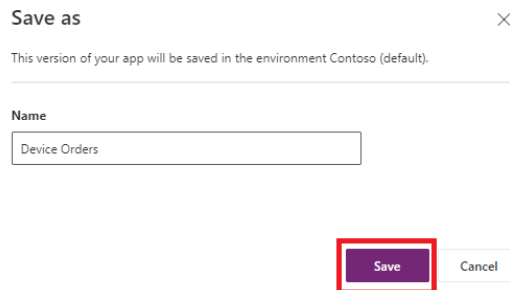 Save as
This version of your app will be saved in the environment Contoso (default).
Name
Device Orders
Save Cancel